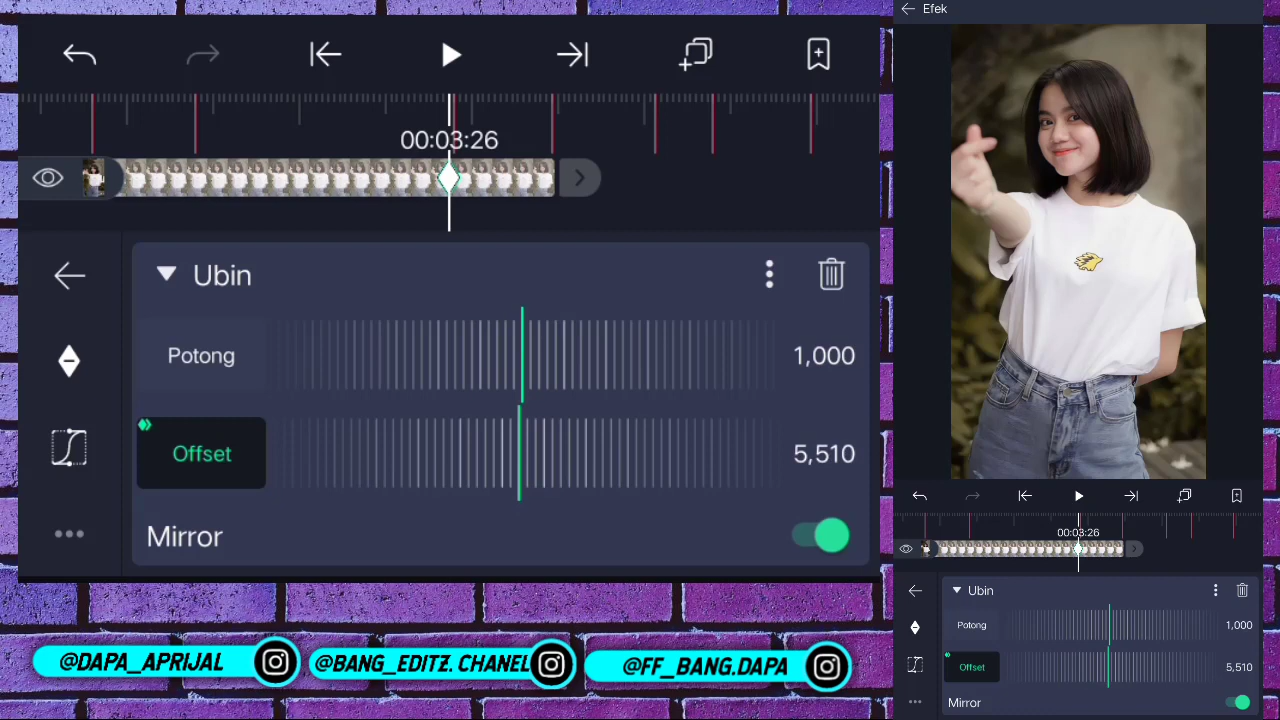 00:03:26
Ubin
Potong
1,000
Offset
5,510
Mirror
@DAPA_APRIJAL
@BANG_EDITZ. CHANEL
@FF_BANG.DAPA
Efek
00:03:26
Ubin
Potong
1,000
Offset
5,510
Mirror